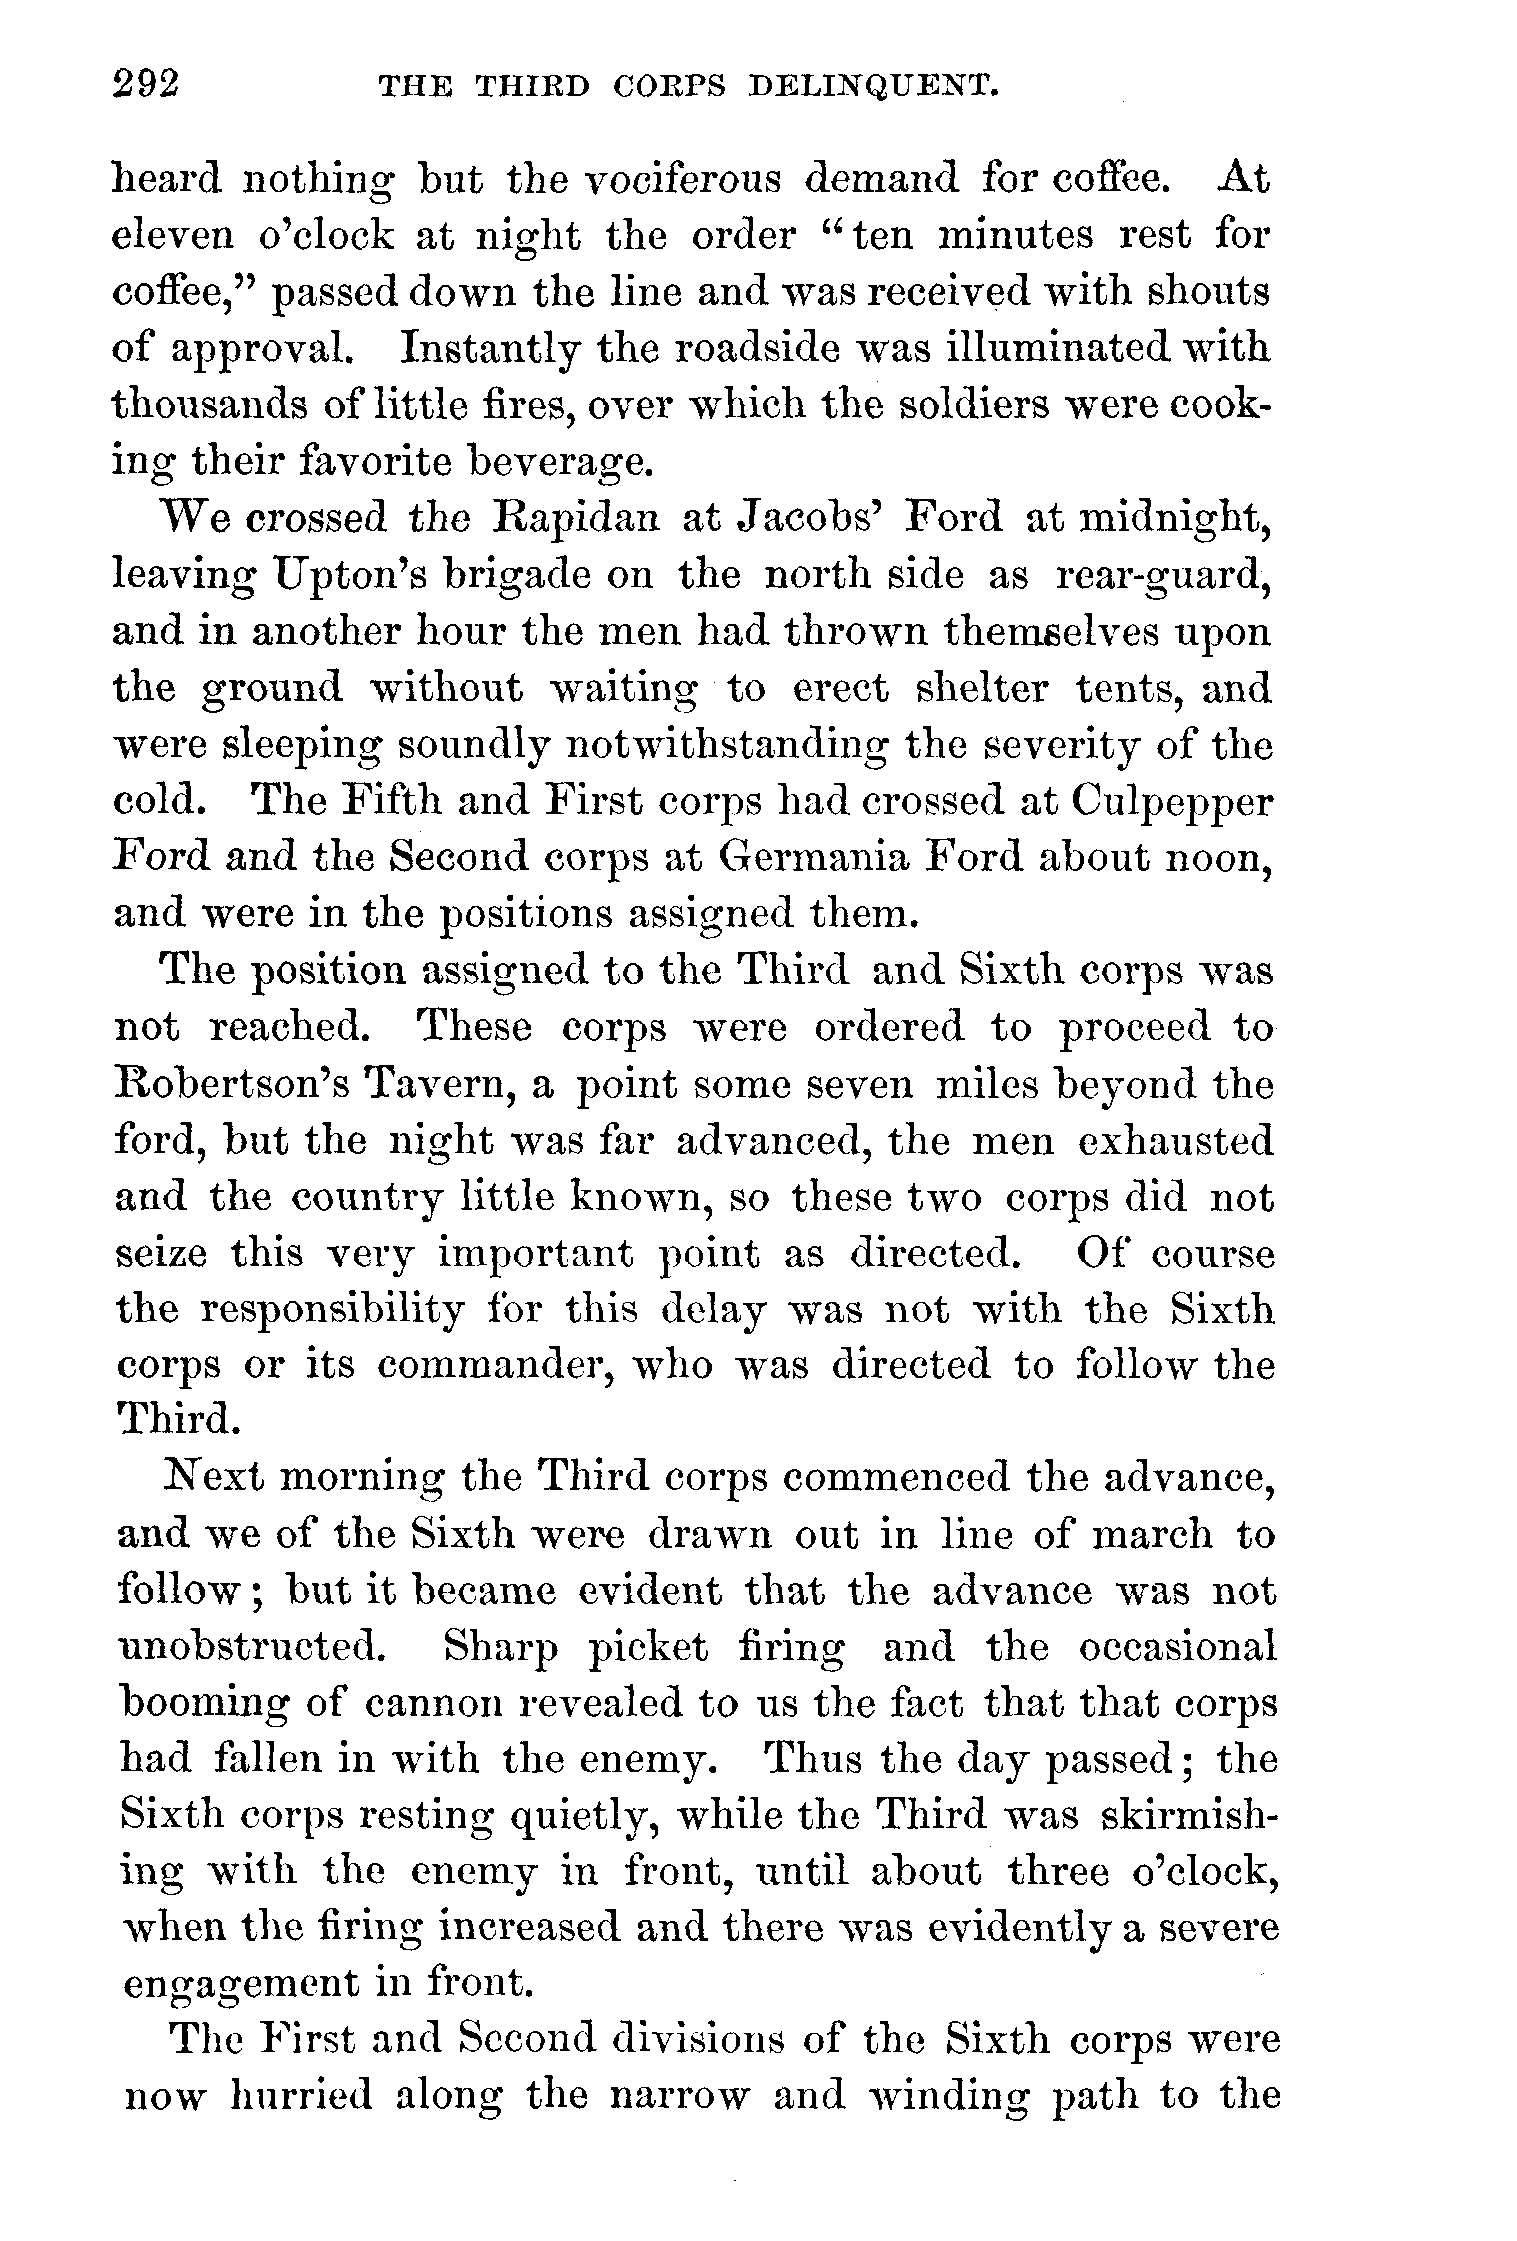 292 THE THIRD CORPS DELINQUENT.
heard nothing but the vociferous demand for coffee. At
eleven o'clock at night the order “ten minutes rest for
coffee,” passed down the line and was received with shouts
of approval. Instantly the roadside was illuminated with
thousands of little fires, over which the soldiers were cook-
ing their favorite beverage.
We crossed the Rapidan at Jacobs' Ford at midnight,
leaving Upton's brigade on the north side as rear-guard,
and in another hour the men had thrown themselves upon
the ground without waiting to erect shelter tents, and
were sleeping soundly notwithstanding the severity of the
cold. The Fifth and First corps had crossed at Culpepper
Ford and the Second corps at Germania Ford about noon,
and were in the positions assigned them.
The position assigned to the Third and Sixth corps was
not reached. These corps were ordered to proceed to
Robertson's Tavern, a point some seven miles beyond the
ford, but the night was far advanced, the men exhausted
and the country little known, so these two corps did not
seize this very important point as directed. Of course
the responsibility for this delay was not with the Sixth
corps or its commander, who was directed to follow the
Third.
Next morning the Third corps commenced the advance,
and we of the Sixth were drawn out in line of march to
follow; but it became evident that the advance was not
unobstructed. Sharp picket firing and the occasional
booming of cannon revealed to us the fact that that corps
had fallen in with the enemy. Thus the day passed; the
Sixth corps resting quietly, while the Third was skirmish-
ing with the enemy in front, until about three o'clock,
when the firing increased and there was evidently a severe
engagement in front.
The First and Second divisions of the Sixth corps were
now hurried along the narrow and winding path to the